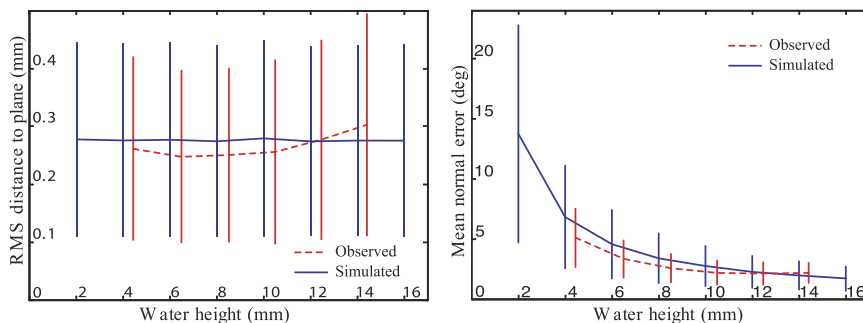 RMS distance to plane (mm)
0.4
0.3
0.2
0.1
0
Observed
Simulated
2 4 6 8 10 12 14 16
Water height (mm)
Mean normal error (deg)
20
15
10
5
0
Observed
Simulated
2 4 6 8 10 12 14 16
Water height (mm)